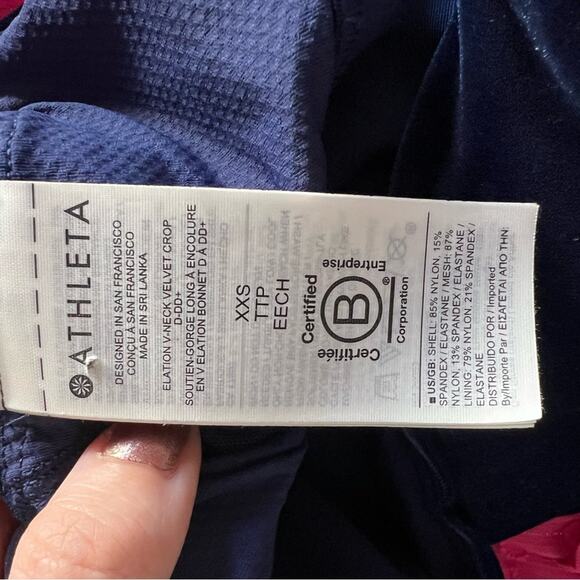 ATHLETA
DESIGNED IN SAN FRANCISCO
CONÇU À SAN FRANCISCO
MADE IN SRI LANKA
ELATION V-NECK VELVET CROP
D-DD+
SOUTIEN-GORGE LONG À ENCOLURE
EN V ELATION BONNET D À DD+
XXS
TTP
EECH
Certified
B
®
Corporation
Certifiée
Entreprise
US/GB: SHELL: 85% NYLON, 15%
SPANDEX / ELASTANE / MESH: 87%
NYLON, 13% SPANDEX / ELASTANE /
LINING: 79% NYLON, 21% SPANDEX /
ELASTANE
DISTRIBUIDO POR / Imported
By/Importe Par / ΕΙΣΑΓΕΤΑΙ ΑΠΟ ΤΗΝ: